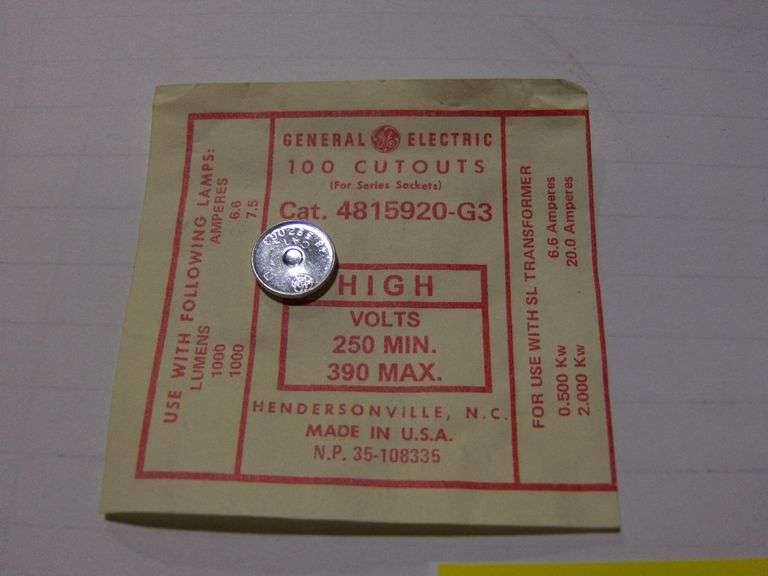 GENERAL GE ELECTRIC
100 CUTOUTS
(For Series Sockets)
Cat. 4815920-G3
HIGH
VOLTS
250 MIN.
390 MAX.
HENDERSONVILLE, N.C.
MADE IN U.S.A.
N.P. 35-108335
USE WITH FOLLOWING LAMPS:
LUMENS AMPERES
1000 6.6
1000 7.5
FOR USE WITH SL TRANSFORMER
0.500 Kw 6.6 Amperes
2.000 Kw 20.0 Amperes